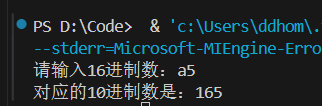 PS D:\Code>  & 'c:\Users\ddhom\.
--stderr=Microsoft-MIEngine-Erro
请输入16进制数：a5
对应的10进制数是：165